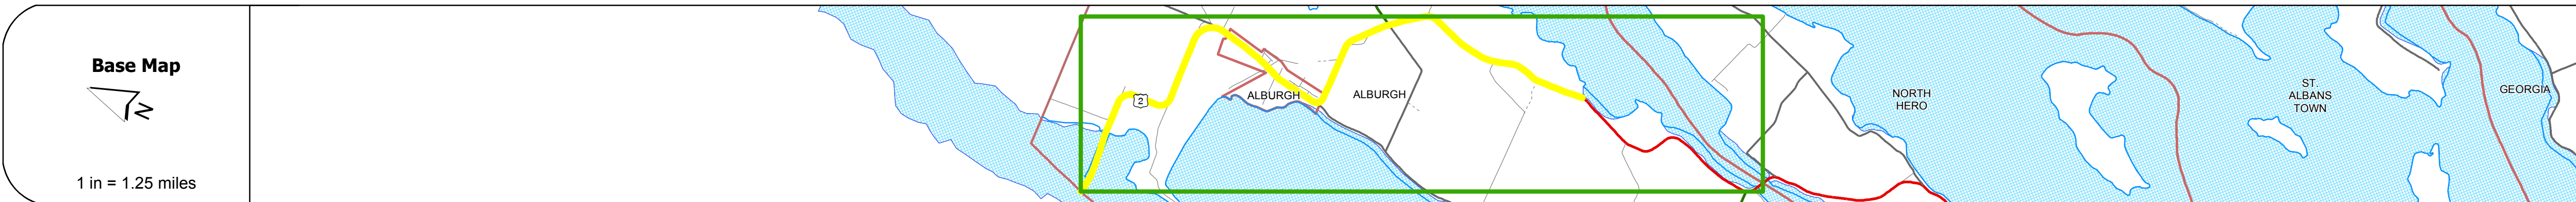 Base Map
N
1 in = 1.25 miles
2
ALBURGH
ALBURGH
NORTH
HERO
ST.
ALBANS
TOWN
GEORGIA